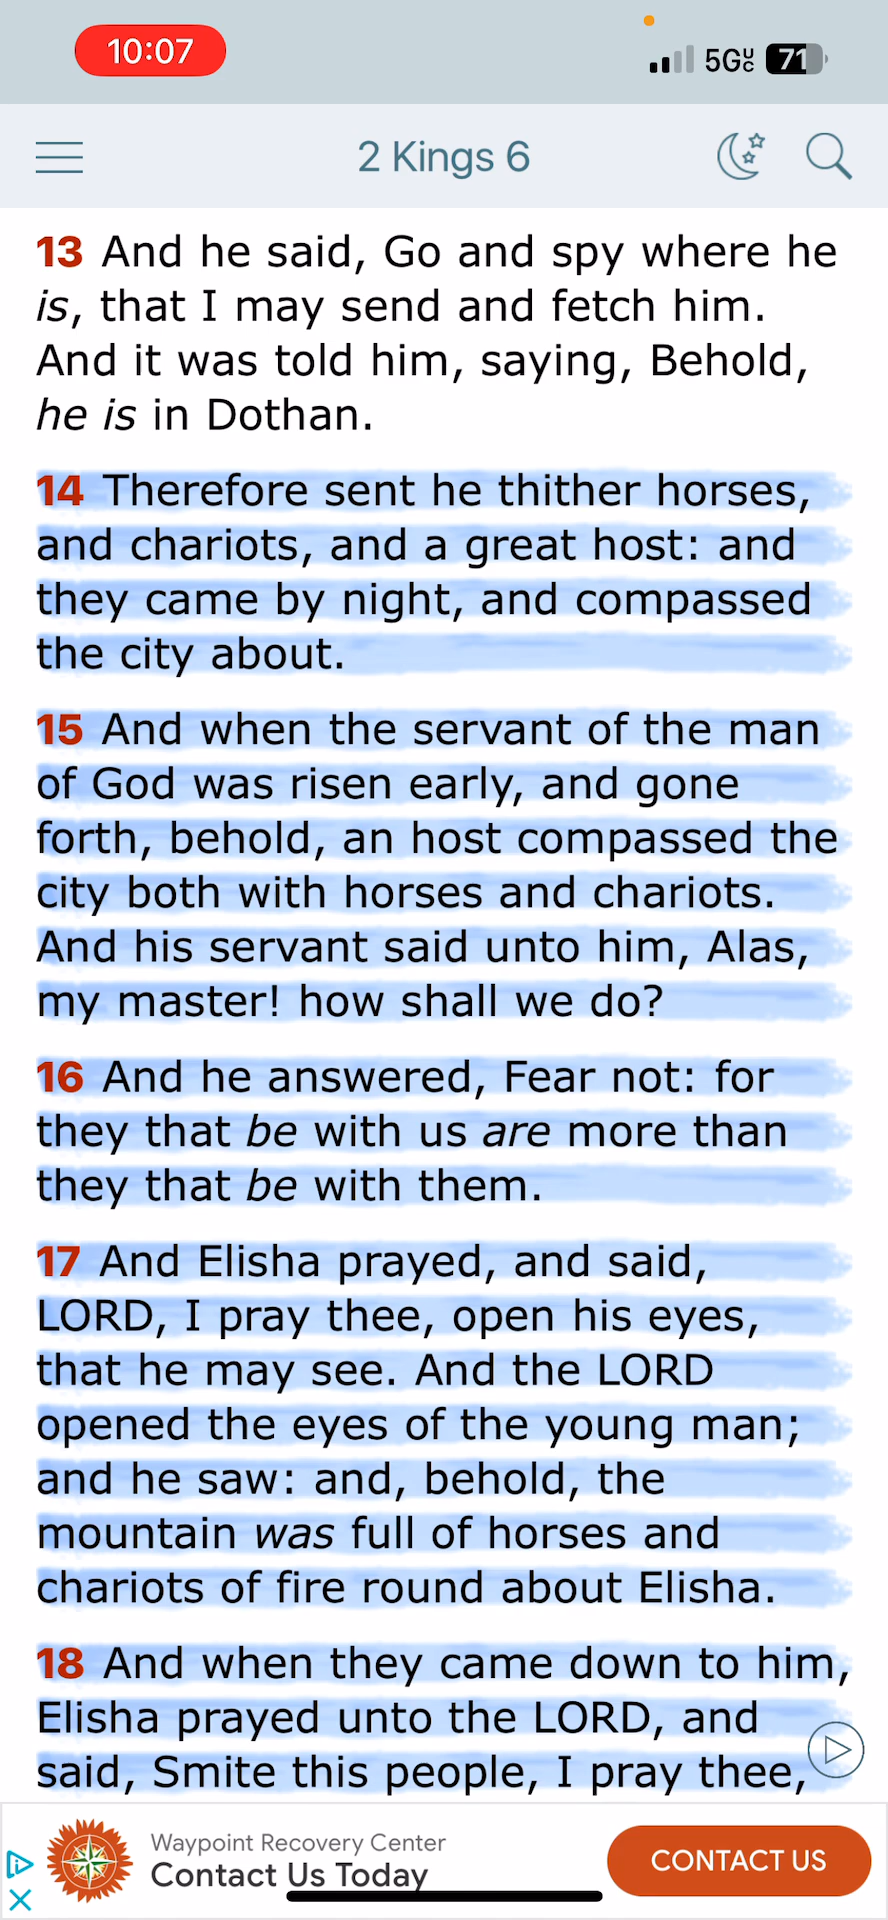 10:07
5G UC 71
2 Kings 6
13 And he said, Go and spy where he
is, that I may send and fetch him.
And it was told him, saying, Behold,
he is in Dothan.
14 Therefore sent he thither horses,
and chariots, and a great host: and
they came by night, and compassed
the city about.
15 And when the servant of the man
of God was risen early, and gone
forth, behold, an host compassed the
city both with horses and chariots.
And his servant said unto him, Alas,
my master! how shall we do?
16 And he answered, Fear not: for
they that be with us are more than
they that be with them.
17 And Elisha prayed, and said,
LORD, I pray thee, open his eyes,
that he may see. And the LORD
opened the eyes of the young man;
and he saw: and, behold, the
mountain was full of horses and
chariots of fire round about Elisha.
18 And when they came down to him,
Elisha prayed unto the LORD, and
said, Smite this people, I pray thee,
Waypoint Recovery Center
Contact Us Today
CONTACT US